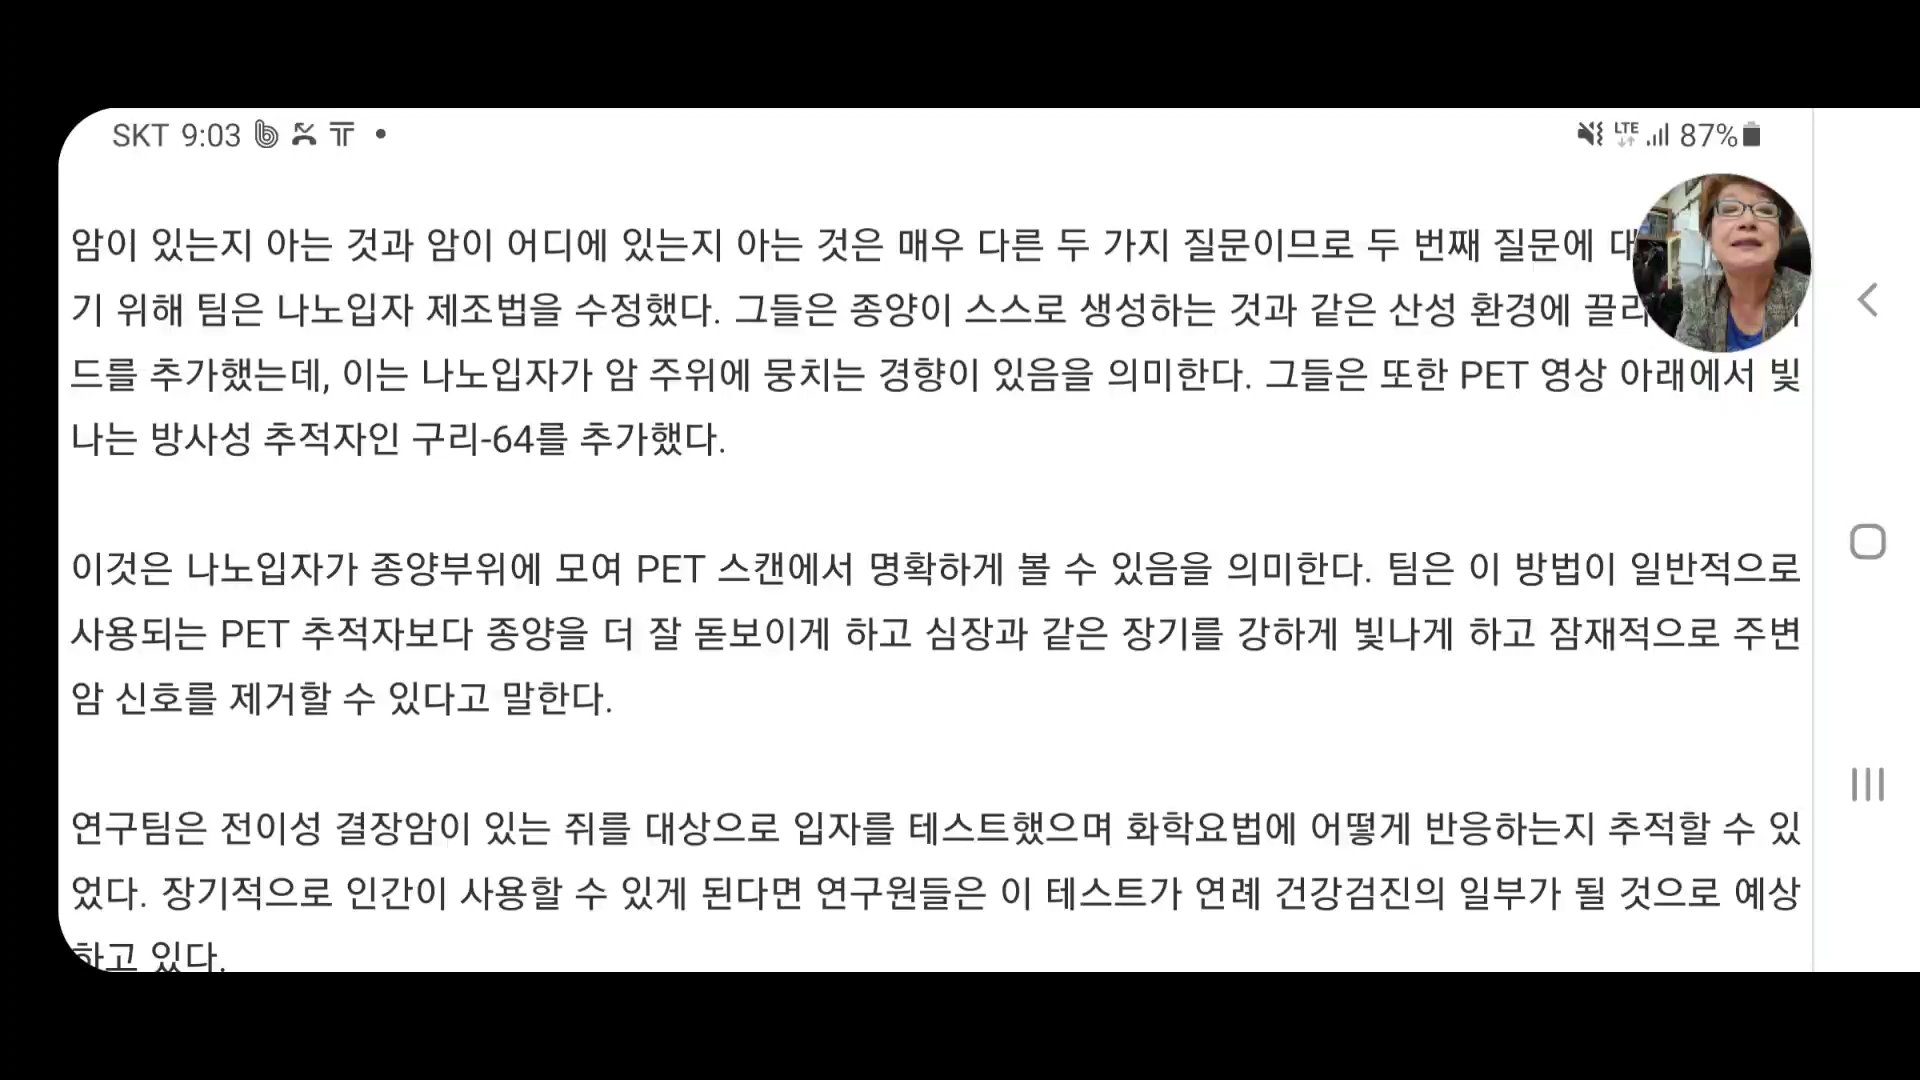 SKT 9:03
LTE 87%
암이 있는지 아는 것과 암이 어디에 있는지 아는 것은 매우 다른 두 가지 질문이므로 두 번째 질문에
기 위해 팀은 나노입자 제조법을 수정했다. 그들은 종양이 스스로 생성하는 것과 같은 산성 환경에
드를 추가했는데, 이는 나노입자가 암 주위에 뭉치는 경향이 있음을 의미한다. 그들은 또한 PET 영상 아래에서 빛
나는 방사성 추적자인 구리-64를 추가했다.
이것은 나노입자가 종양부위에 모여 PET 스캔에서 명확하게 볼 수 있음을 의미한다. 팀은 이 방법이 일반적으로
사용되는 PET 추적자보다 종양을 더 잘 돋보이게 하고 심장과 같은 장기를 강하게 빛나게 하고 잠재적으로 주변
암 신호를 제거할 수 있다고 말한다.
연구팀은 전이성 결장암이 있는 쥐를 대상으로 입자를 테스트했으며 화학요법에 어떻게 반응하는지 추적할 수 있
었다. 장기적으로 인간이 사용할 수 있게 된다면 연구원들은 이 테스트가 연례 건강검진의 일부가 될 것으로 예상
하고 있다.